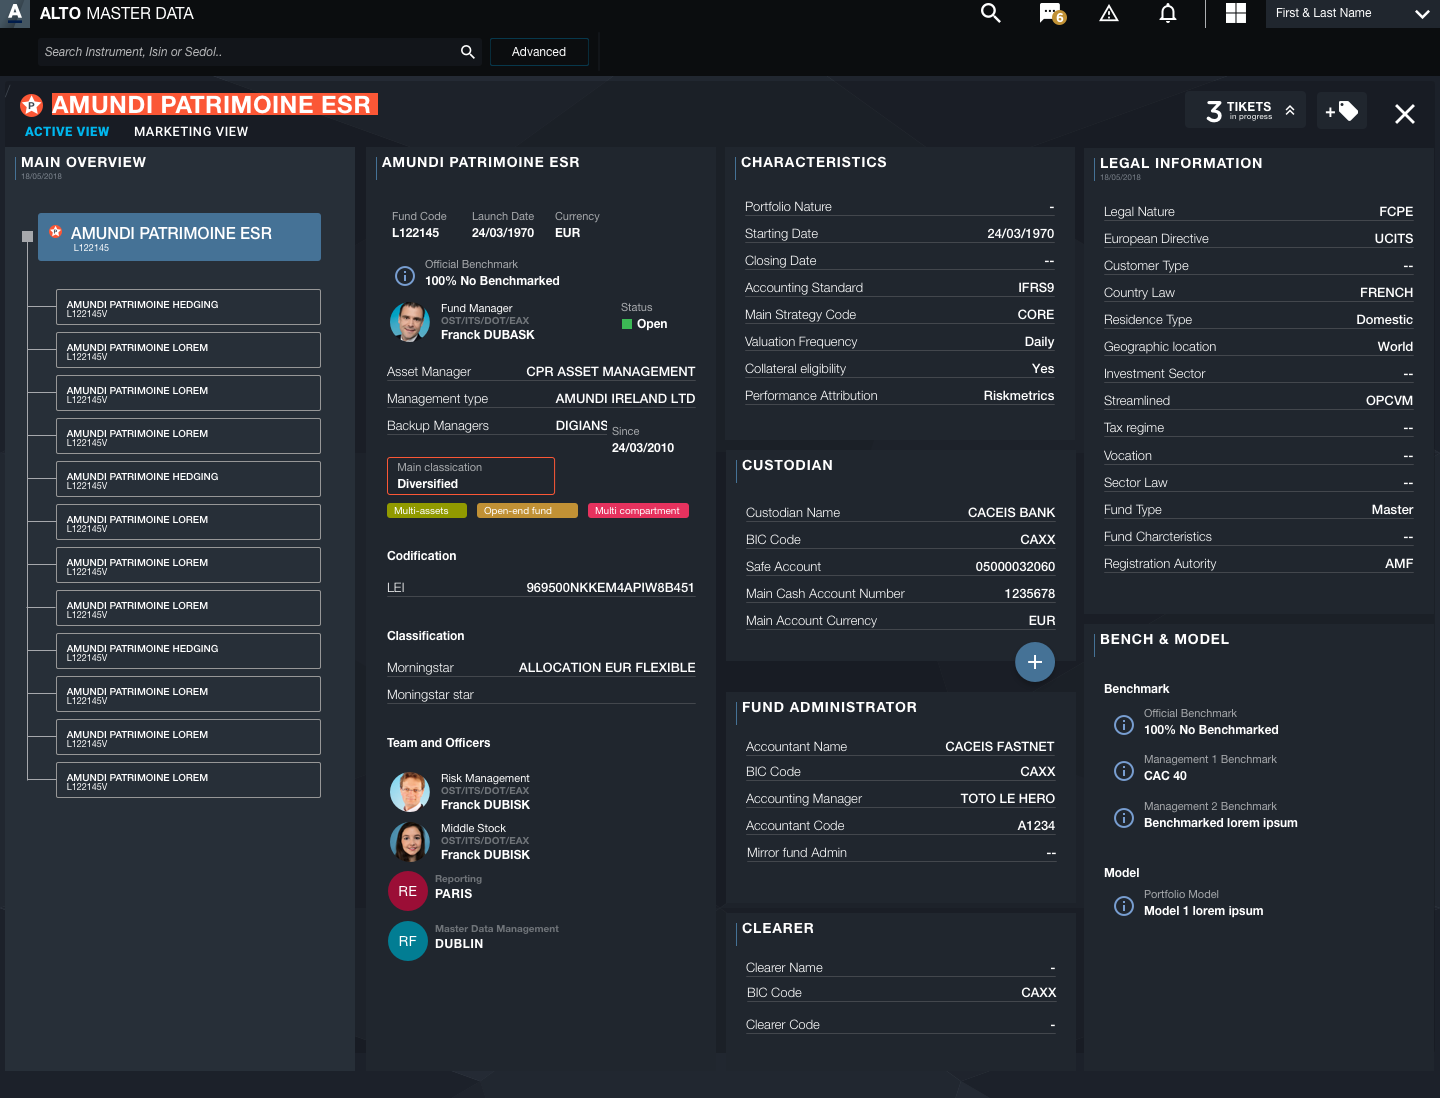 A ALTO MASTER DATA
6
First & Last Name
Search Instrument, Isin or Sedol..
Advanced
P AMUNDI PATRIMOINE ESR
3 TIKETS
in progress
+
ACTIVE VIEW MARKETING VIEW
MAIN OVERVIEW
18/05/2018
AMUNDI PATRIMOINE ESR
L122145
AMUNDI PATRIMOINE HEDGING
L122145V
AMUNDI PATRIMOINE LOREM
L122145V
AMUNDI PATRIMOINE LOREM
L122145V
AMUNDI PATRIMOINE LOREM
L122145V
AMUNDI PATRIMOINE HEDGING
L122145V
AMUNDI PATRIMOINE LOREM
L122145V
AMUNDI PATRIMOINE LOREM
L122145V
AMUNDI PATRIMOINE LOREM
L122145V
AMUNDI PATRIMOINE HEDGING
L122145V
AMUNDI PATRIMOINE LOREM
L122145V
AMUNDI PATRIMOINE LOREM
L122145V
AMUNDI PATRIMOINE LOREM
L122145V
AMUNDI PATRIMOINE ESR
Fund Code Launch Date Currency
L122145 24/03/1970 EUR
Official Benchmark
100% No Benchmarked
Fund Manager
OST/ITS/DOT/EAX
Franck DUBASK
Status
Open
Asset Manager CPR ASSET MANAGEMENT
Management type AMUNDI IRELAND LTD
Backup Managers DIGIANS
Since
24/03/2010
Main classication
Diversified
Multi-assets Open-end fund Multi compartment
Codification
LEI 969500NKKEM4APIW8B451
Classification
Morningstar ALLOCATION EUR FLEXIBLE
Moningstar star
Team and Officers
Risk Management
OST/ITS/DOT/EAX
Franck DUBISK
Middle Stock
OST/ITS/DOT/EAX
Franck DUBISK
RE
Reporting
PARIS
RF
Master Data Management
DUBLIN
CHARACTERISTICS
Portfolio Nature -
Starting Date 24/03/1970
Closing Date --
Accounting Standard IFRS9
Main Strategy Code CORE
Valuation Frequency Daily
Collateral eligibility Yes
Performance Attribution Riskmetrics
CUSTODIAN
Custodian Name CACEIS BANK
BIC Code CAXX
Safe Account 05000032060
Main Cash Account Number 1235678
Main Account Currency EUR
+
FUND ADMINISTRATOR
Accountant Name CACEIS FASTNET
BIC Code CAXX
Accounting Manager TOTO LE HERO
Accountant Code A1234
Mirror fund Admin --
CLEARER
Clearer Name -
BIC Code CAXX
Clearer Code -
LEGAL INFORMATION
18/05/2018
Legal Nature FCPE
European Directive UCITS
Customer Type --
Country Law FRENCH
Residence Type Domestic
Geographic location World
Investment Sector --
Streamlined OPCVM
Tax regime --
Vocation --
Sector Law --
Fund Type Master
Fund Charcteristics --
Registration Autority AMF
BENCH & MODEL
Benchmark
Official Benchmark
100% No Benchmarked
Management 1 Benchmark
CAC 40
Management 2 Benchmark
Benchmarked lorem ipsum
Model
Portfolio Model
Model 1 lorem ipsum